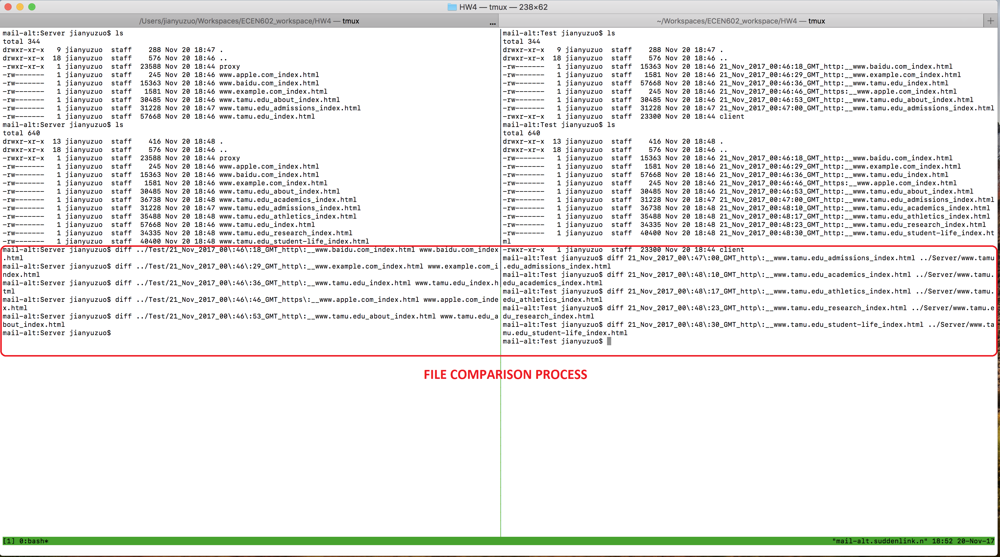 HW4 — tmux — 238×62
/Users/jianyuzuo/Workspaces/ECEN602_workspace/HW4 — tmux
...
~/Workspaces/ECEN602_workspace/HW4 — tmux
+
mail-alt:Server jianyuzuo$ ls
total 344
drwxr-xr-x   9 jianyuzuo  staff    288 Nov 20 18:47 .
drwxr-xr-x  18 jianyuzuo  staff    576 Nov 20 18:46 ..
-rwxr-xr-x   1 jianyuzuo  staff  23588 Nov 20 18:44 proxy
-rw-------   1 jianyuzuo  staff    245 Nov 20 18:46 www.apple.com_index.html
-rw-------   1 jianyuzuo  staff  15363 Nov 20 18:46 www.baidu.com_index.html
-rw-------   1 jianyuzuo  staff   1581 Nov 20 18:46 www.example.com_index.html
-rw-------   1 jianyuzuo  staff  30485 Nov 20 18:46 www.tamu.edu_about_index.html
-rw-------   1 jianyuzuo  staff  31228 Nov 20 18:47 www.tamu.edu_admissions_index.html
-rw-------   1 jianyuzuo  staff  57668 Nov 20 18:46 www.tamu.edu_index.html
mail-alt:Server jianyuzuo$ ls
total 640
drwxr-xr-x  13 jianyuzuo  staff    416 Nov 20 18:48 .
drwxr-xr-x  18 jianyuzuo  staff    576 Nov 20 18:46 ..
-rwxr-xr-x   1 jianyuzuo  staff  23588 Nov 20 18:44 proxy
-rw-------   1 jianyuzuo  staff    245 Nov 20 18:46 www.apple.com_index.html
-rw-------   1 jianyuzuo  staff  15363 Nov 20 18:46 www.baidu.com_index.html
-rw-------   1 jianyuzuo  staff   1581 Nov 20 18:46 www.example.com_index.html
-rw-------   1 jianyuzuo  staff  30485 Nov 20 18:46 www.tamu.edu_about_index.html
-rw-------   1 jianyuzuo  staff  36738 Nov 20 18:48 www.tamu.edu_academics_index.html
-rw-------   1 jianyuzuo  staff  31228 Nov 20 18:47 www.tamu.edu_admissions_index.html
-rw-------   1 jianyuzuo  staff  35488 Nov 20 18:48 www.tamu.edu_athletics_index.html
-rw-------   1 jianyuzuo  staff  57668 Nov 20 18:46 www.tamu.edu_index.html
-rw-------   1 jianyuzuo  staff  34335 Nov 20 18:48 www.tamu.edu_research_index.html
-rw-------   1 jianyuzuo  staff  40400 Nov 20 18:48 www.tamu.edu_student-life_index.html
mail-alt:Server jianyuzuo$ diff ../Test/21_Nov_2017_00\:46\:18_GMT_http\:__www.baidu.com_index.html www.baidu.com_index
.html
mail-alt:Server jianyuzuo$ diff ../Test/21_Nov_2017_00\:46\:29_GMT_http\:__www.example.com_index.html www.example.com_i
ndex.html
mail-alt:Server jianyuzuo$ diff ../Test/21_Nov_2017_00\:46\:36_GMT_http\:__www.tamu.edu_index.html www.tamu.edu_index.h
tml
mail-alt:Server jianyuzuo$ diff ../Test/21_Nov_2017_00\:46\:46_GMT_https\:__www.apple.com_index.html www.apple.com_inde
x.html
mail-alt:Server jianyuzuo$ diff ../Test/21_Nov_2017_00\:46\:53_GMT_http\:__www.tamu.edu_about_index.html www.tamu.edu_a
bout_index.html
mail-alt:Server jianyuzuo$
mail-alt:Test jianyuzuo$ ls
total 344
drwxr-xr-x   9 jianyuzuo  staff    288 Nov 20 18:47 .
drwxr-xr-x  18 jianyuzuo  staff    576 Nov 20 18:46 ..
-rw-------   1 jianyuzuo  staff  15363 Nov 20 18:46 21_Nov_2017_00:46:18_GMT_http:__www.baidu.com_index.html
-rw-------   1 jianyuzuo  staff   1581 Nov 20 18:46 21_Nov_2017_00:46:29_GMT_http:__www.example.com_index.html
-rw-------   1 jianyuzuo  staff  57668 Nov 20 18:46 21_Nov_2017_00:46:36_GMT_http:__www.tamu.edu_index.html
-rw-------   1 jianyuzuo  staff    245 Nov 20 18:46 21_Nov_2017_00:46:46_GMT_https:__www.apple.com_index.html
-rw-------   1 jianyuzuo  staff  30485 Nov 20 18:46 21_Nov_2017_00:46:53_GMT_http:__www.tamu.edu_about_index.html
-rw-------   1 jianyuzuo  staff  31228 Nov 20 18:47 21_Nov_2017_00:47:00_GMT_http:__www.tamu.edu_admissions_index.html
-rwxr-xr-x   1 jianyuzuo  staff  23300 Nov 20 18:44 client
mail-alt:Test jianyuzuo$ ls
total 640
drwxr-xr-x  13 jianyuzuo  staff    416 Nov 20 18:48 .
drwxr-xr-x  18 jianyuzuo  staff    576 Nov 20 18:46 ..
-rw-------   1 jianyuzuo  staff  15363 Nov 20 18:46 21_Nov_2017_00:46:18_GMT_http:__www.baidu.com_index.html
-rw-------   1 jianyuzuo  staff   1581 Nov 20 18:46 21_Nov_2017_00:46:29_GMT_http:__www.example.com_index.html
-rw-------   1 jianyuzuo  staff  57668 Nov 20 18:46 21_Nov_2017_00:46:36_GMT_http:__www.tamu.edu_index.html
-rw-------   1 jianyuzuo  staff    245 Nov 20 18:46 21_Nov_2017_00:46:46_GMT_https:__www.apple.com_index.html
-rw-------   1 jianyuzuo  staff  30485 Nov 20 18:46 21_Nov_2017_00:46:53_GMT_http:__www.tamu.edu_about_index.html
-rw-------   1 jianyuzuo  staff  31228 Nov 20 18:47 21_Nov_2017_00:47:00_GMT_http:__www.tamu.edu_admissions_index.html
-rw-------   1 jianyuzuo  staff  36738 Nov 20 18:48 21_Nov_2017_00:48:10_GMT_http:__www.tamu.edu_academics_index.html
-rw-------   1 jianyuzuo  staff  35488 Nov 20 18:48 21_Nov_2017_00:48:17_GMT_http:__www.tamu.edu_athletics_index.html
-rw-------   1 jianyuzuo  staff  34335 Nov 20 18:48 21_Nov_2017_00:48:23_GMT_http:__www.tamu.edu_research_index.html
-rw-------   1 jianyuzuo  staff  40400 Nov 20 18:48 21_Nov_2017_00:48:30_GMT_http:__www.tamu.edu_student-life_index.ht
ml
-rwxr-xr-x   1 jianyuzuo  staff  23300 Nov 20 18:44 client
mail-alt:Test jianyuzuo$ diff 21_Nov_2017_00\:47\:00_GMT_http\:__www.tamu.edu_admissions_index.html ../Server/www.tamu
.edu_admissions_index.html
mail-alt:Test jianyuzuo$ diff 21_Nov_2017_00\:48\:10_GMT_http\:__www.tamu.edu_academics_index.html ../Server/www.tamu.
edu_academics_index.html
mail-alt:Test jianyuzuo$ diff 21_Nov_2017_00\:48\:17_GMT_http\:__www.tamu.edu_athletics_index.html ../Server/www.tamu.
edu_athletics_index.html
mail-alt:Test jianyuzuo$ diff 21_Nov_2017_00\:48\:23_GMT_http\:__www.tamu.edu_research_index.html ../Server/www.tamu.e
du_research_index.html
mail-alt:Test jianyuzuo$ diff 21_Nov_2017_00\:48\:30_GMT_http\:__www.tamu.edu_student-life_index.html ../Server/www.ta
mu.edu_student-life_index.html
mail-alt:Test jianyuzuo$
FILE COMPARISON PROCESS
[1] 0:bash*
"mail-alt.suddenlink.n" 18:52 20-Nov-17